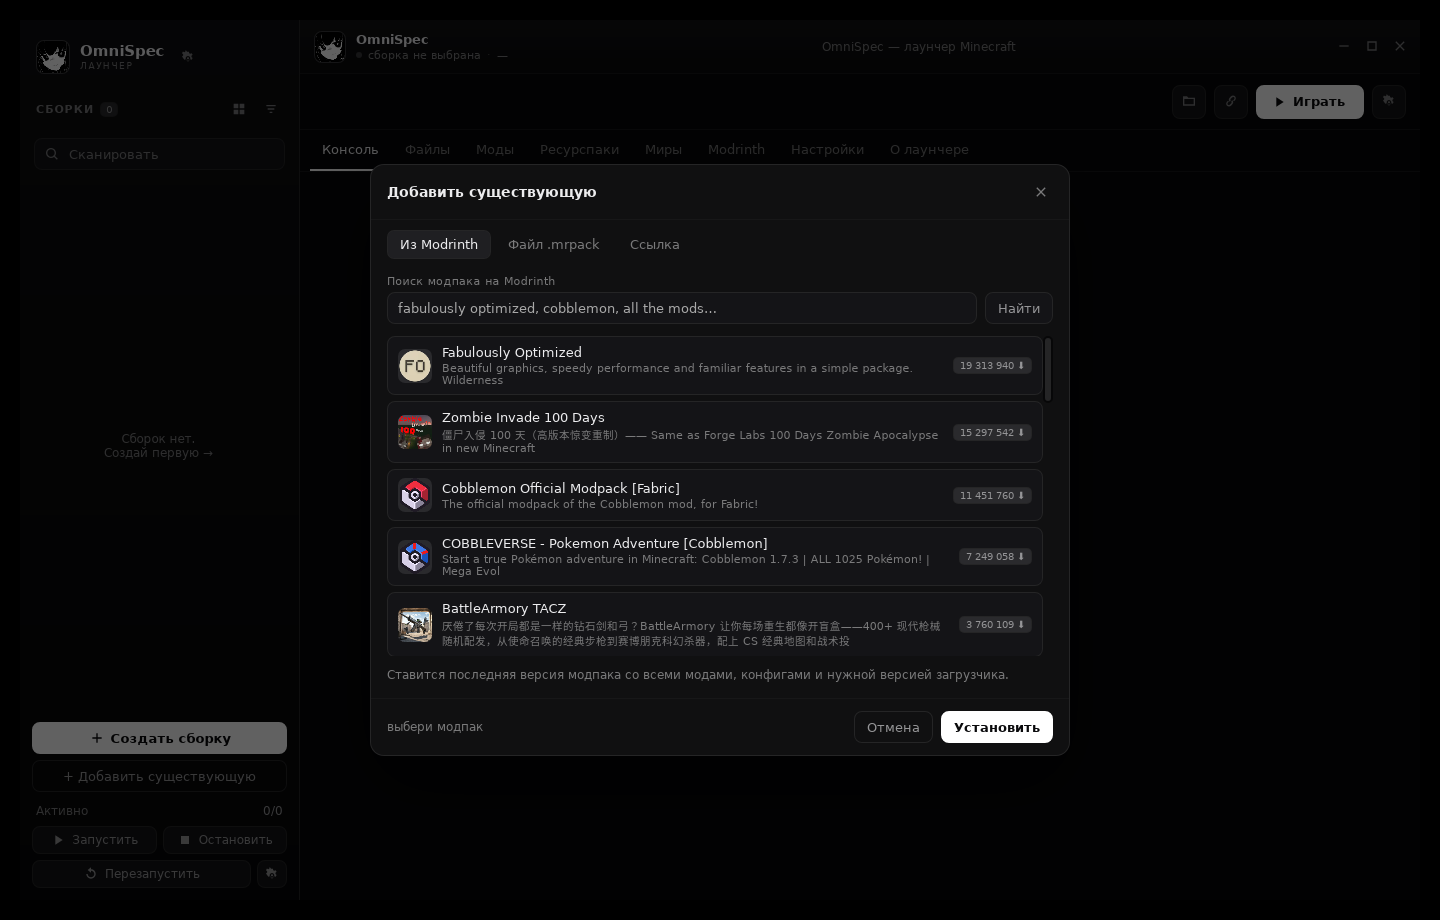 OmniSpec
ЛАУНЧЕР
OmniSpec
сборка не выбрана · —
OmniSpec — лаунчер Minecraft
СБОРКИ 0
Играть
Сканировать
Консоль Файлы Моды Ресурспаки Миры Modrinth Настройки О лаунчере
Добавить существующую
Из Modrinth Файл .mrpack Ссылка
Поиск модпака на Modrinth
fabulously optimized, cobblemon, all the mods…
Найти
Fabulously Optimized
Beautiful graphics, speedy performance and familiar features in a simple package.
Wilderness
19 313 940 ⬇
FO
Zombie Invade 100 Days
僵尸入侵 100 天（高版本惊变重制）—— Same as Forge Labs 100 Days Zombie Apocalypse
in new Minecraft
15 297 542 ⬇
Cobblemon Official Modpack [Fabric]
The official modpack of the Cobblemon mod, for Fabric!
11 451 760 ⬇
COBBLEVERSE - Pokemon Adventure [Cobblemon]
Start a true Pokémon adventure in Minecraft: Cobblemon 1.7.3 | ALL 1025 Pokémon! |
Mega Evol
7 249 058 ⬇
BattleArmory TACZ
厌倦了每次开局都是一样的钻石剑和弓？BattleArmory 让你每场重生都像开盲盒——400+ 现代枪械
随机配发，从使命召唤的经典步枪到赛博朋克科幻杀器，配上 CS 经典地图和战术投
3 760 109 ⬇
Ставится последняя версия модпака со всеми модами, конфигами и нужной версией загрузчика.
выбери модпак
Отмена
Установить
Сборок нет.
Создай первую →
+ Создать сборку
+ Добавить существующую
Активно 0/0
Запустить Остановить
Перезапустить